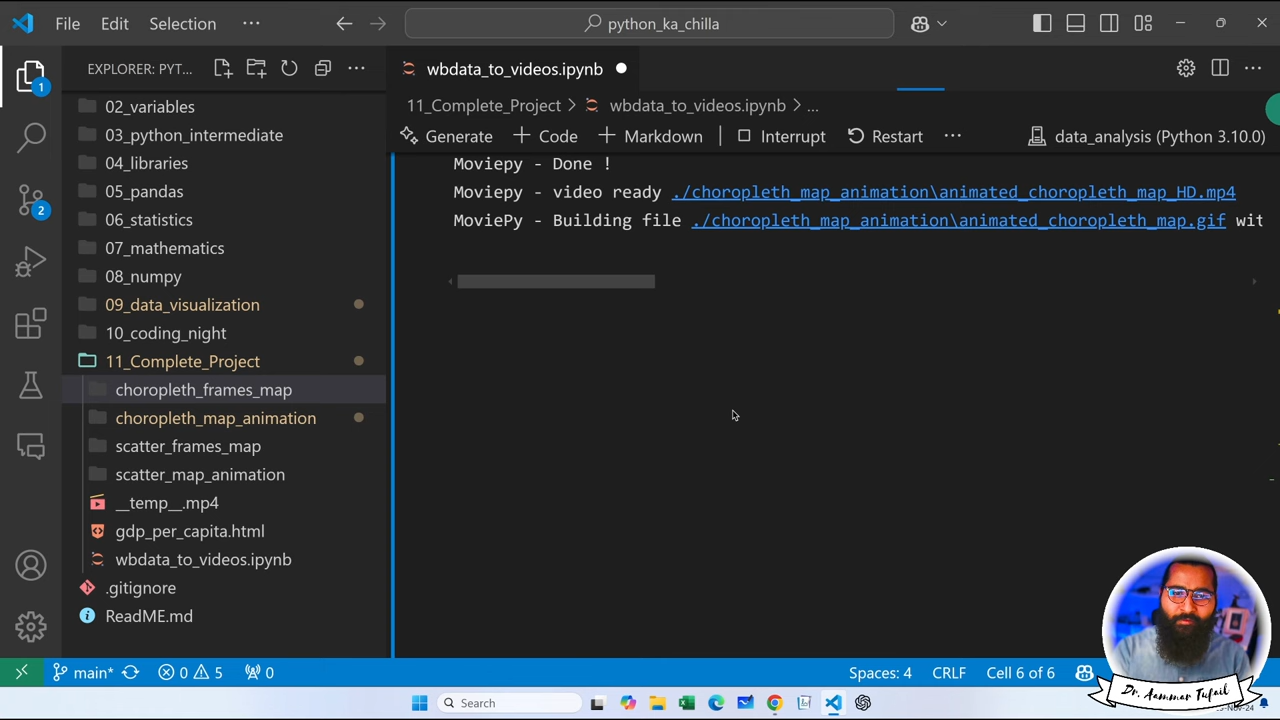 File Edit Selection ··· python_ka_chilla
EXPLORER: PYT...
1
2
02_variables
03_python_intermediate
04_libraries
05_pandas
06_statistics
07_mathematics
08_numpy
09_data_visualization
10_coding_night
11_Complete_Project
choropleth_frames_map
choropleth_map_animation
scatter_frames_map
scatter_map_animation
__temp__.mp4
gdp_per_capita.html
wbdata_to_videos.ipynb
.gitignore
ReadME.md
wbdata_to_videos.ipynb
11_Complete_Project > wbdata_to_videos.ipynb > ...
Generate + Code + Markdown Interrupt Restart ··· data_analysis (Python 3.10.0)
Moviepy - Done !
Moviepy - video ready ./choropleth_map_animation\animated_choropleth_map_HD.mp4
MoviePy - Building file ./choropleth_map_animation\animated_choropleth_map.gif wit
Dr. Aammar Tufail
main* 0 5 0 Spaces: 4 CRLF Cell 6 of 6
Search